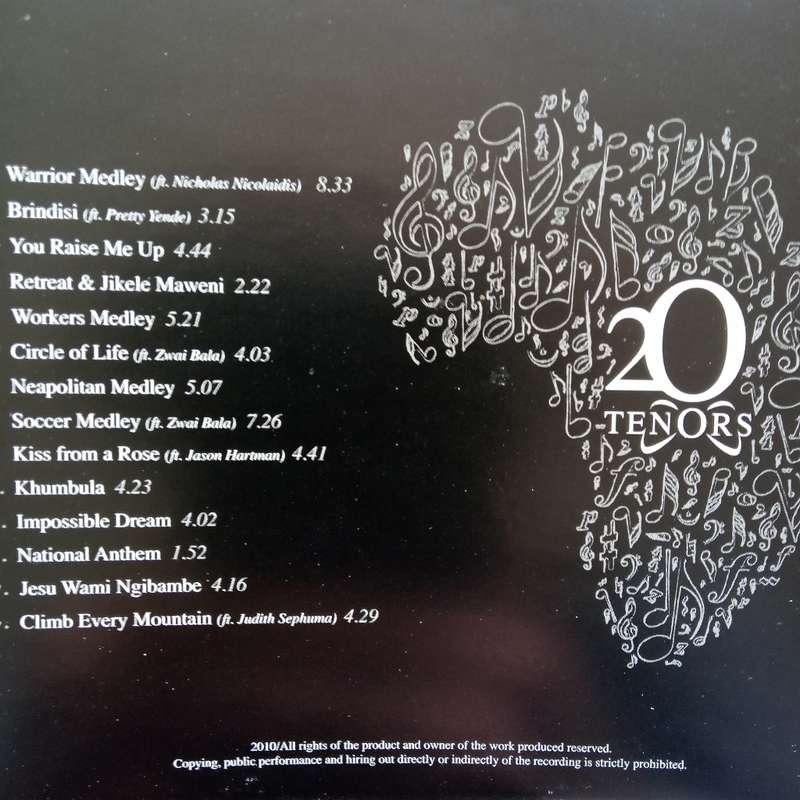 Warrior Medley (ft. Nicholas Nicolaidis) 8.33
Brindisi (ft. Pretty Yende) 3.15
You Raise Me Up 4.44
Retreat & Jikele Maweni 2.22
Workers Medley 5.21
Circle of Life (ft. Zwai Bala) 4.03
Neapolitan Medley 5.07
Soccer Medley (ft. Zwai Bala) 7.26
Kiss from a Rose (ft. Jason Hartman) 4.41
. Khumbula 4.23
. Impossible Dream 4.02
. National Anthem 1.52
. Jesu Wami Ngibambe 4.16
. Climb Every Mountain (ft. Judith Sephuma) 4.29
20
TENORS
2010/All rights of the product and owner of the work produced reserved.
Copying, public performance and hiring out directly or indirectly of the recording is strictly prohibited.